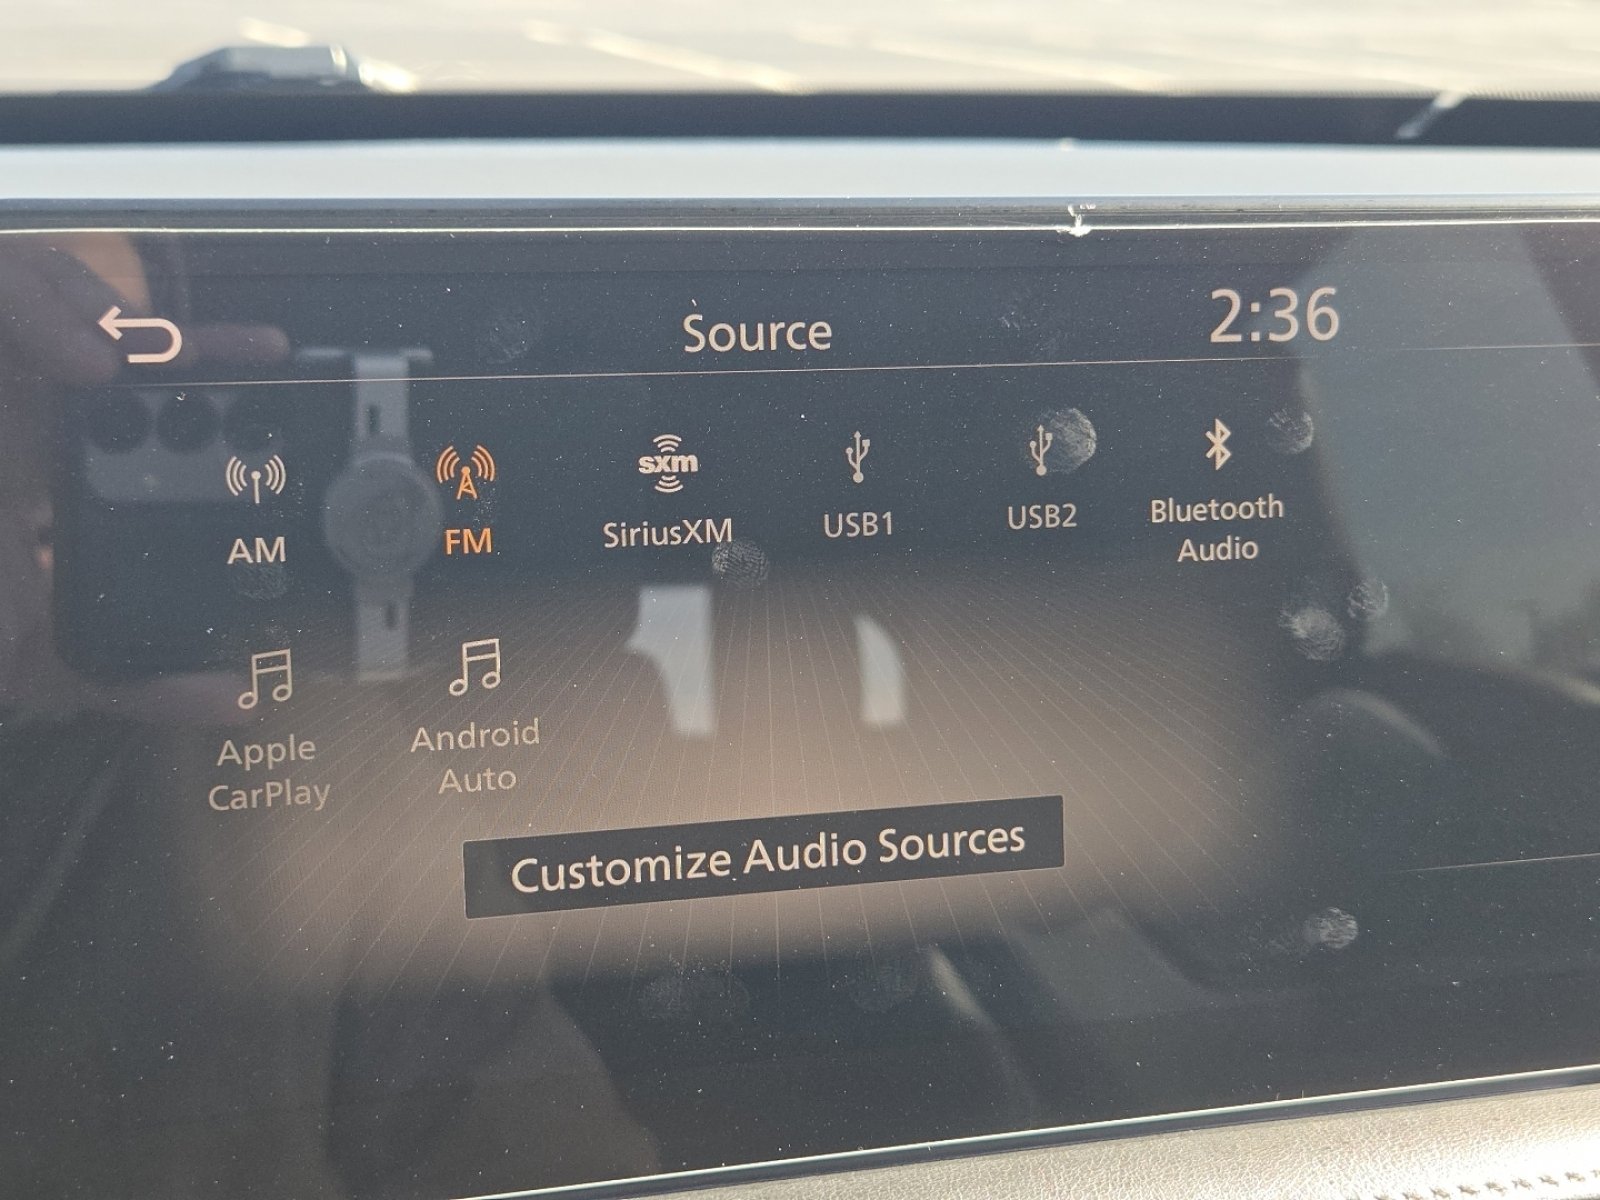 Source
2:36
AM
FM
sxm
SiriusXM
USB1
USB2
Bluetooth
Audio
Apple
CarPlay
Android
Auto
Customize Audio Sources